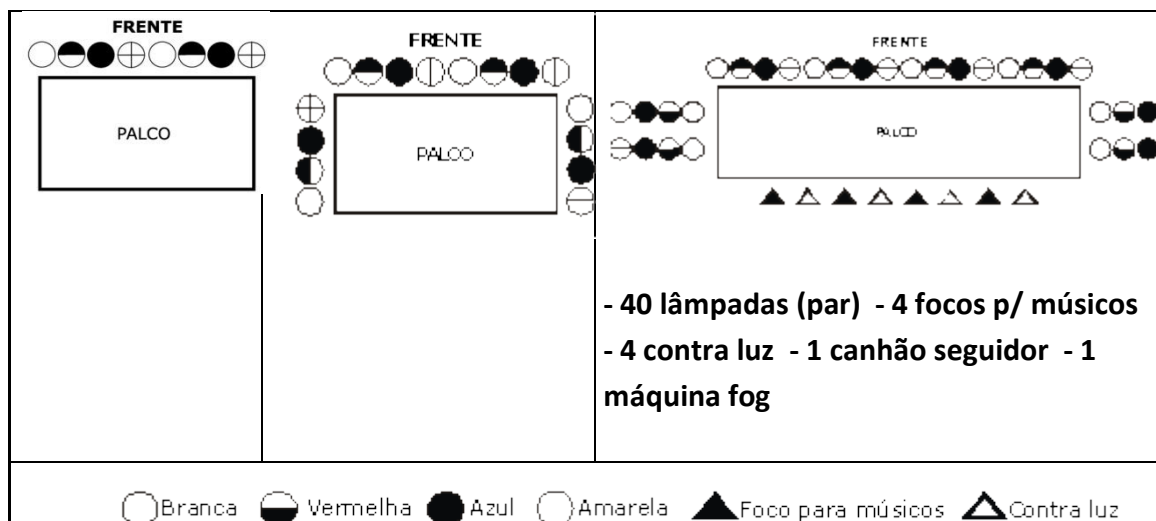 FRENTE
PALCO
FRENTE
PALCO
FRENTE
PALCO
- 40 lâmpadas (par) - 4 focos p/ músicos
- 4 contra luz - 1 canhão seguidor - 1
máquina fog
Branca Vermelha Azul Amarela Foco para músicos Contra luz